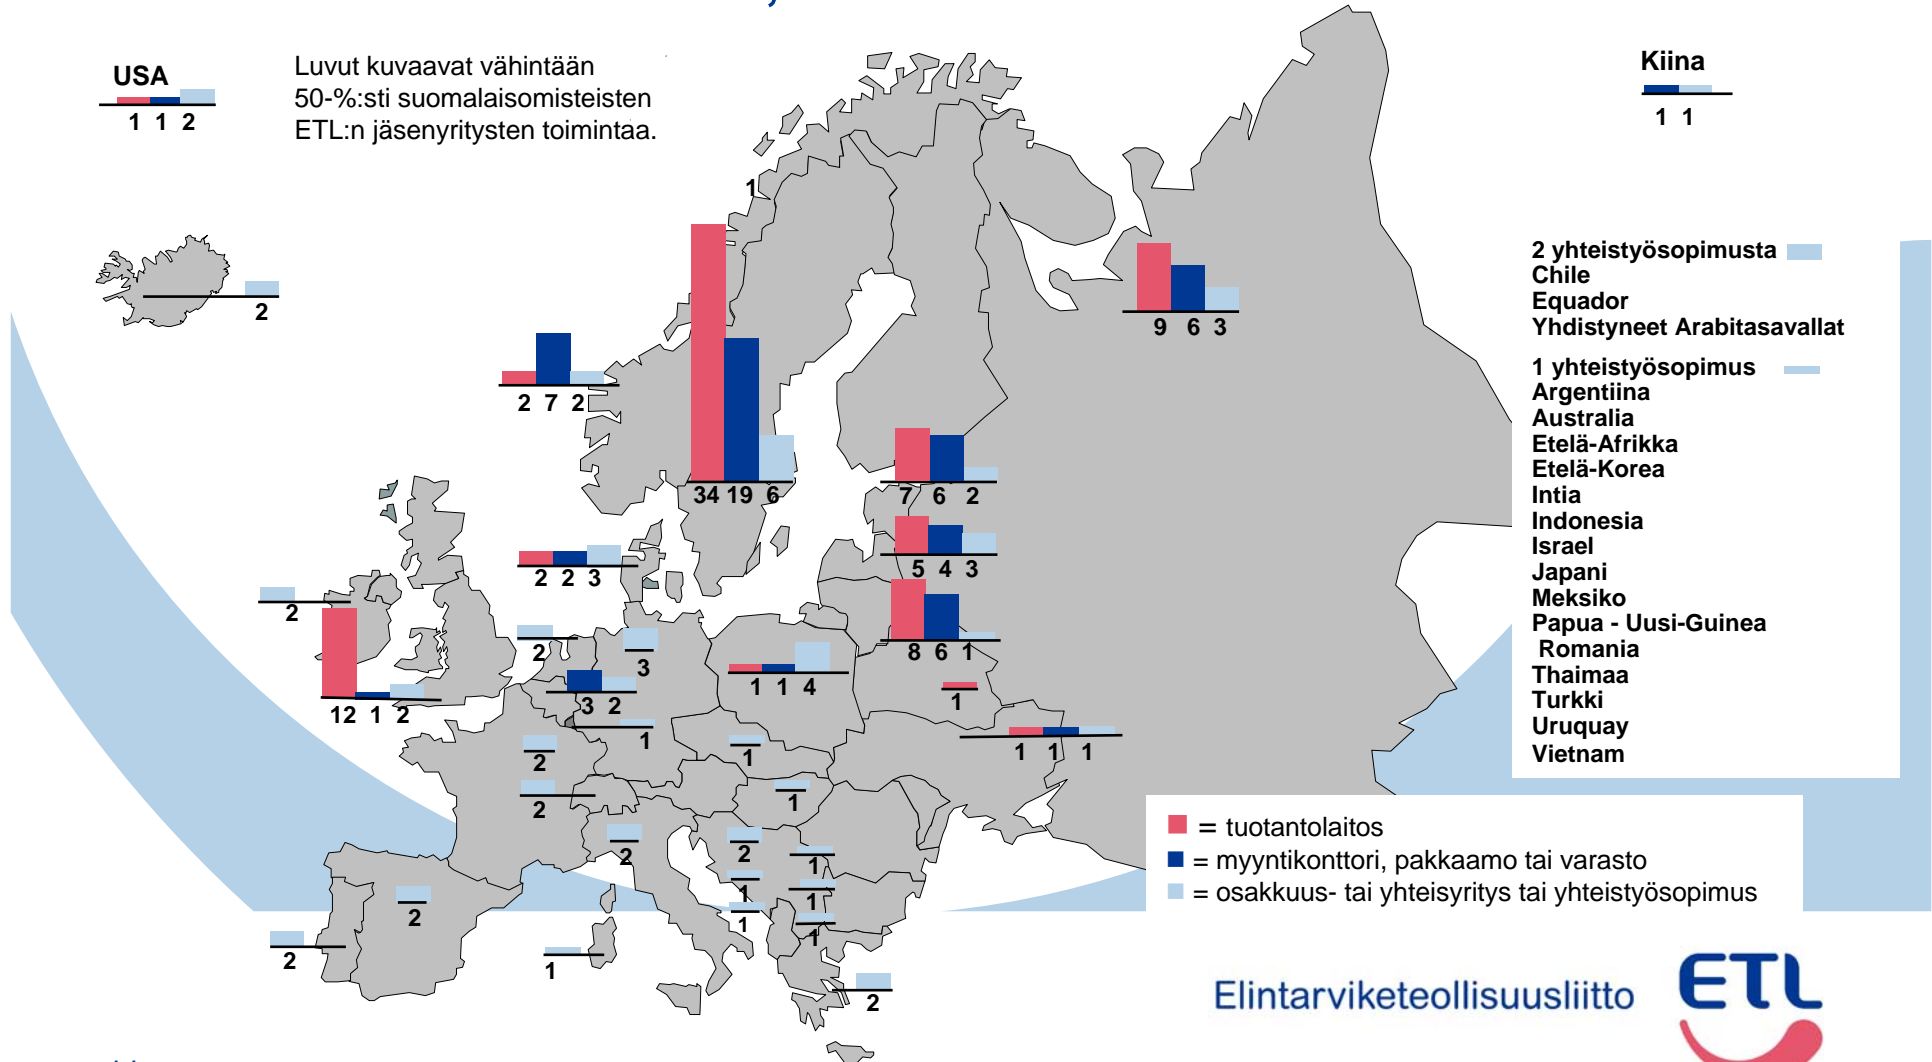 USA
1 1 2
Luvut kuvaavat vähintään
50-%:sti suomalaisomisteisten
ETL:n jäsenyritysten toimintaa.
Kiina
1 1
1
2
2 7 2
34 19 6
9 6 3
7 6 2
5 4 3
8 6 1
2 2 3
2
12 1 2
2
3
3 2
1
1 1 4
1
1 1 1
2
2
1
1
2
2
1
1
1
1
1
2
2
1
2
2 yhteistyösopimusta
Chile
Equador
Yhdistyneet Arabitasavallat
1 yhteistyösopimus
Argentiina
Australia
Etelä-Afrikka
Etelä-Korea
Intia
Indonesia
Israel
Japani
Meksiko
Papua - Uusi-Guinea
Romania
Thaimaa
Turkki
Uruquay
Vietnam
= tuotantolaitos
= myyntikonttori, pakkaamo tai varasto
= osakkuus- tai yhteisyritys tai yhteistyösopimus
Elintarviketeollisuusliitto
ETL